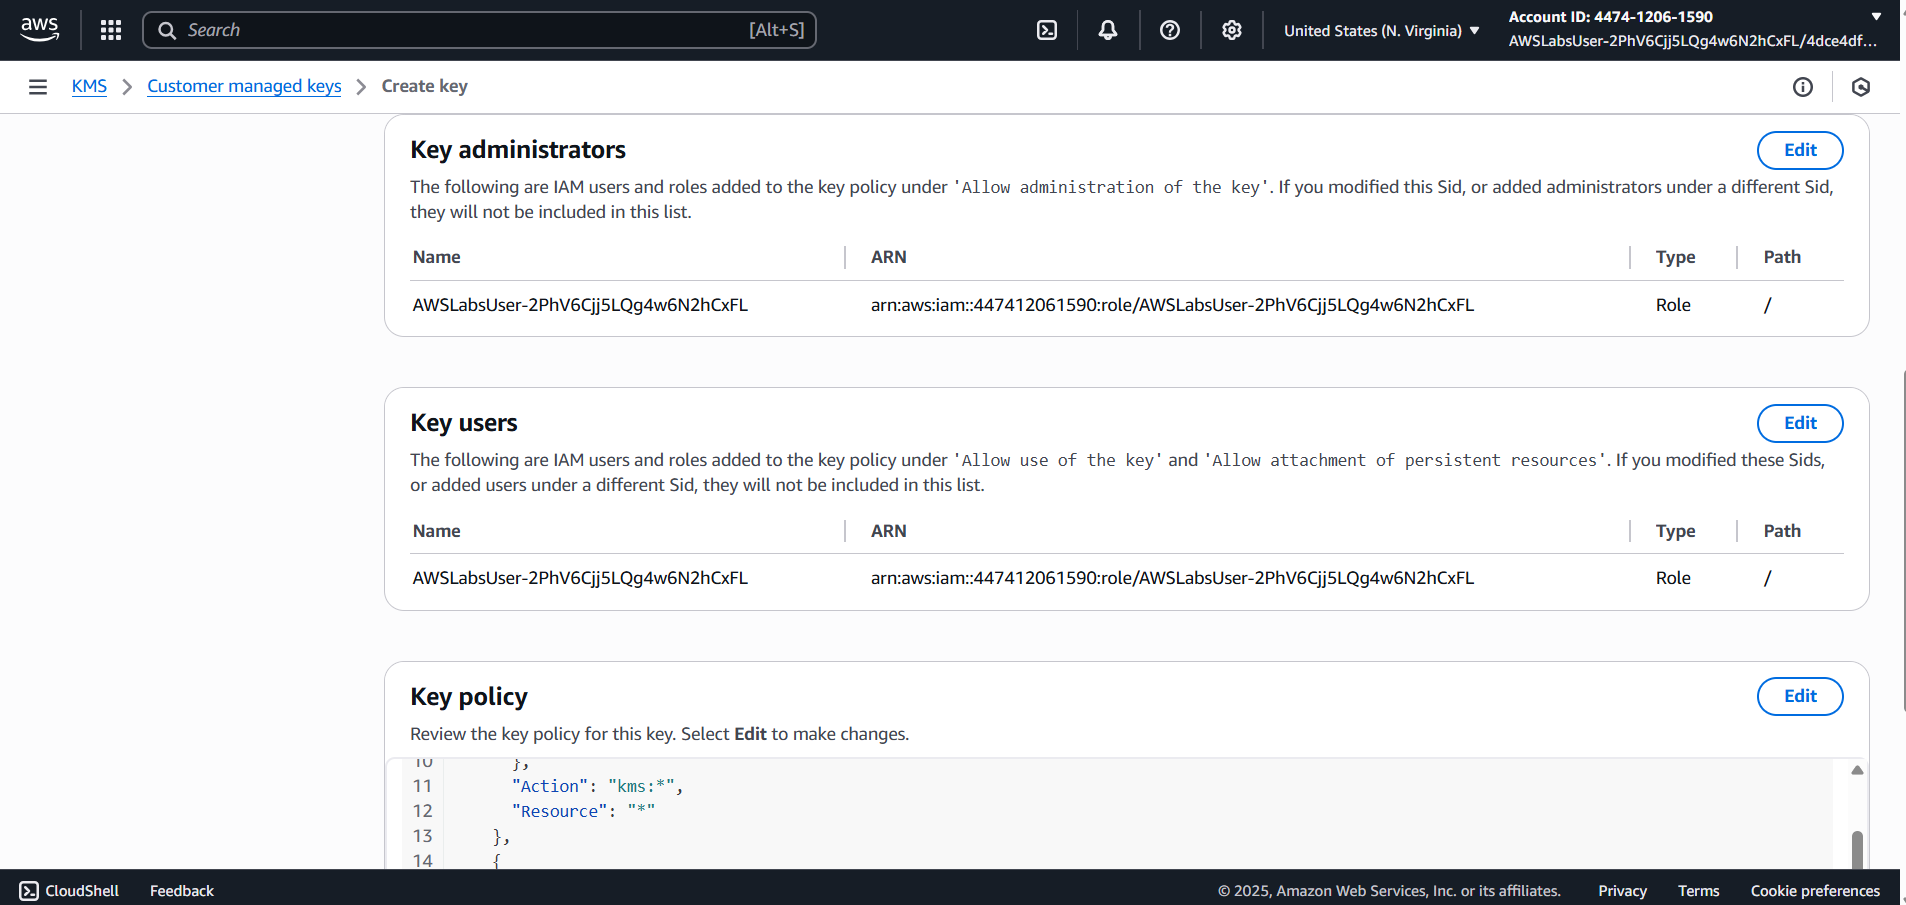 aws
Search [Alt+S]
United States (N. Virginia)
Account ID: 4474-1206-1590
AWSLabsUser-2PhV6Cjj5LQg4w6N2hCxFL/4dce4df...
KMS > Customer managed keys > Create key
Key administrators
Edit
The following are IAM users and roles added to the key policy under 'Allow administration of the key'. If you modified this Sid, or added administrators under a different Sid,
they will not be included in this list.
Name ARN Type Path
AWSLabsUser-2PhV6Cjj5LQg4w6N2hCxFL arn:aws:iam::447412061590:role/AWSLabsUser-2PhV6Cjj5LQg4w6N2hCxFL Role /
Key users
Edit
The following are IAM users and roles added to the key policy under 'Allow use of the key' and 'Allow attachment of persistent resources'. If you modified these Sids,
or added users under a different Sid, they will not be included in this list.
Name ARN Type Path
AWSLabsUser-2PhV6Cjj5LQg4w6N2hCxFL arn:aws:iam::447412061590:role/AWSLabsUser-2PhV6Cjj5LQg4w6N2hCxFL Role /
Key policy
Edit
Review the key policy for this key. Select Edit to make changes.
10 },
11 "Action": "kms:*",
12 "Resource": "*"
13 },
14 {
CloudShell Feedback © 2025, Amazon Web Services, Inc. or its affiliates. Privacy Terms Cookie preferences